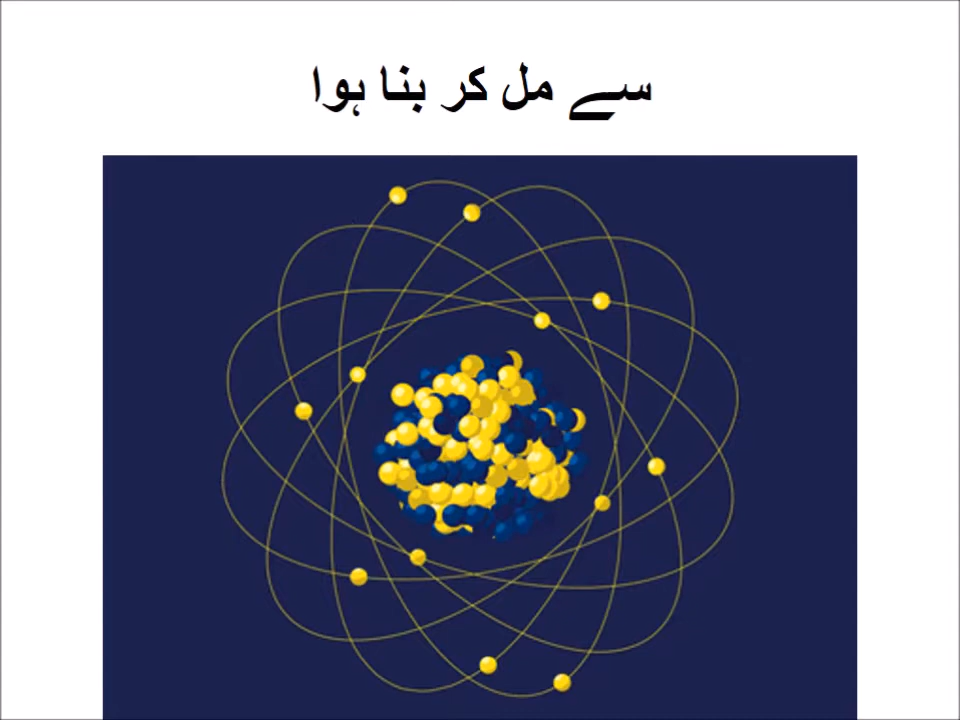 سے مل کر بنا ہوا